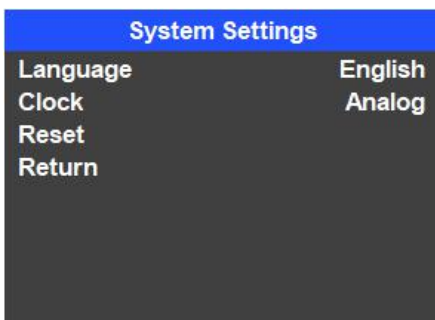 System Settings
Language English
Clock Analog
Reset
Return